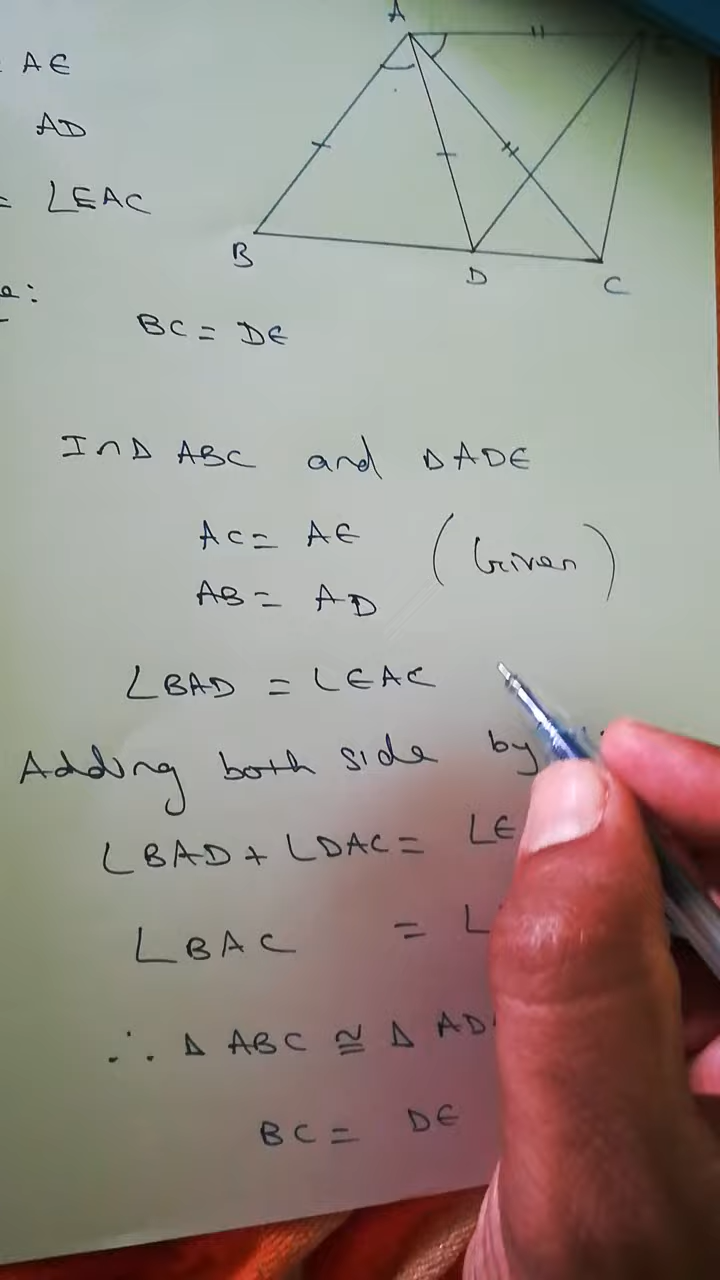 = AE
AD
= ∠EAC
A
B
D
C
BC = DE
In Δ ABC and Δ ADE
AC = AE (Given)
AB = AD
∠BAD = ∠EAC
Adding both side by
∠BAD + ∠DAC = ∠E
∠BAC = ∠
∴ Δ ABC ≅ Δ AD
BC = DE